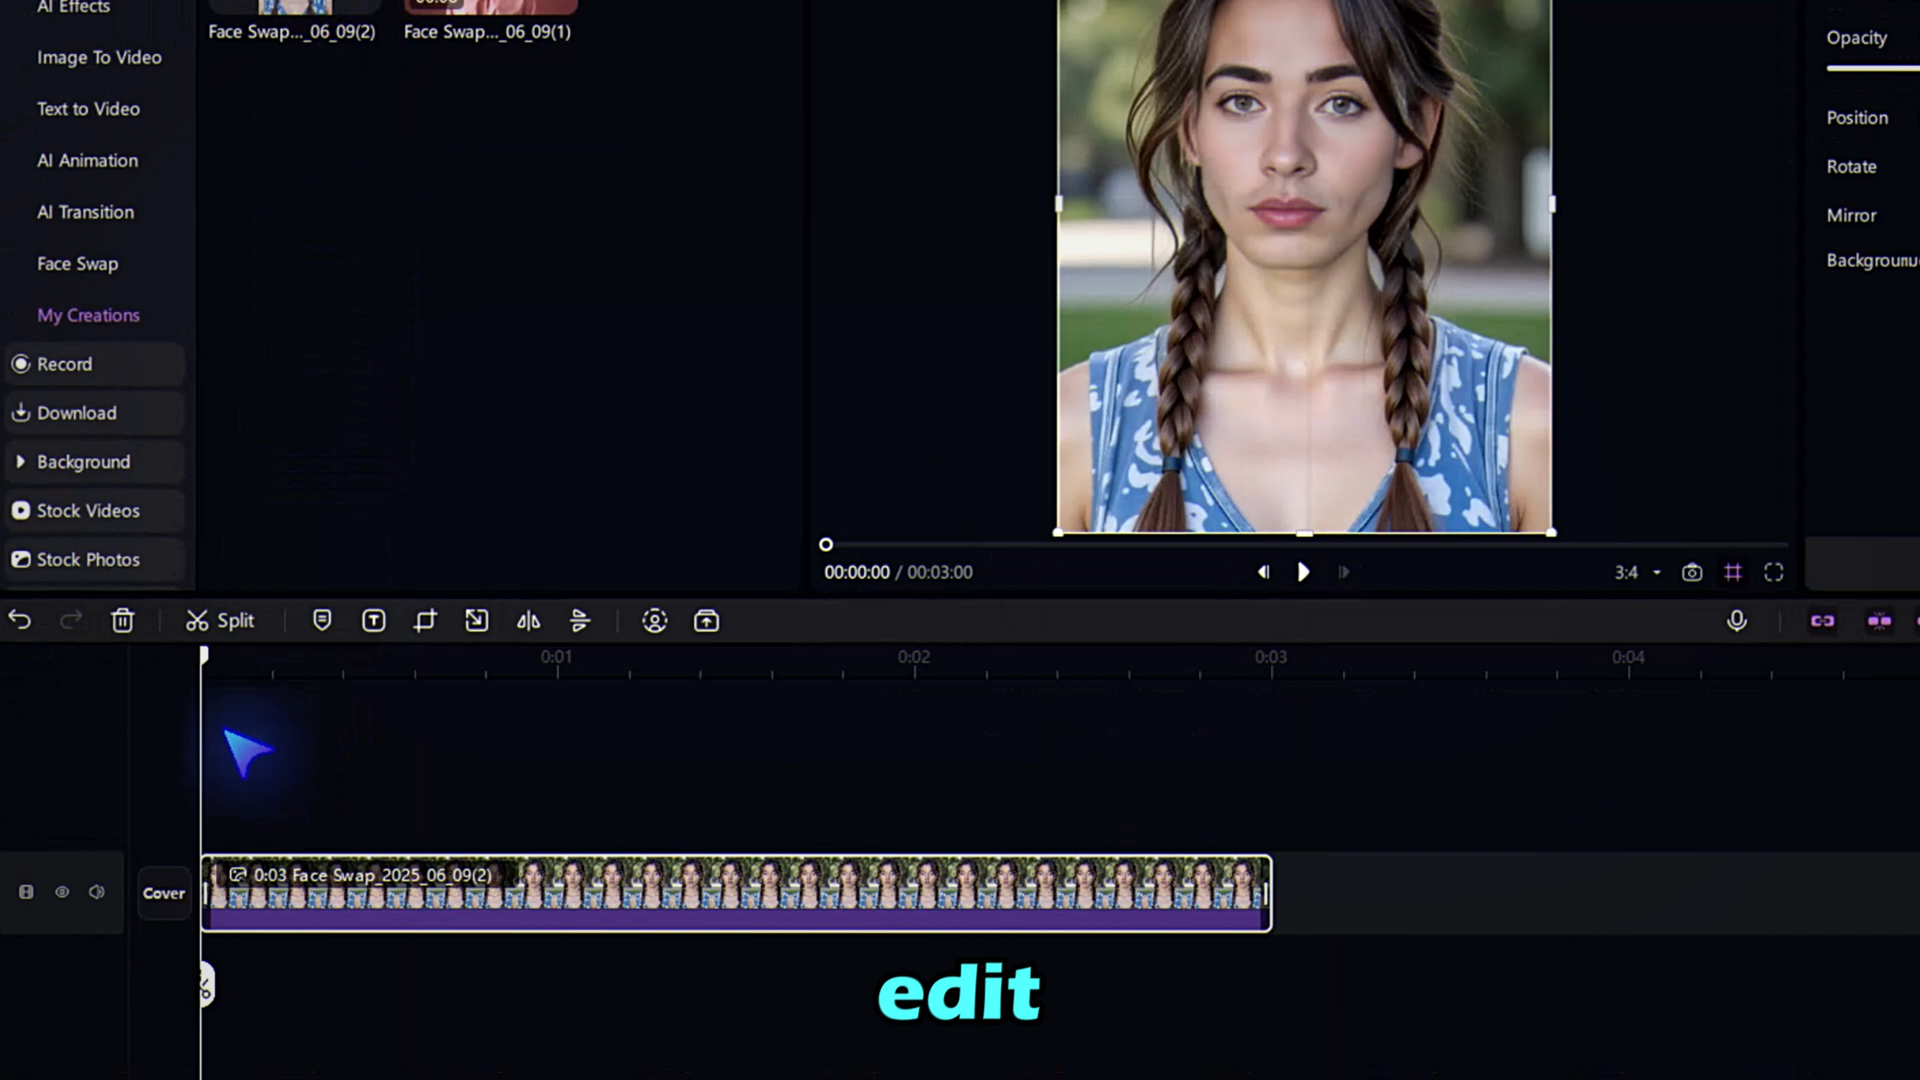 AI Effects
Image To Video
Text to Video
AI Animation
AI Transition
Face Swap
My Creations
Record
Download
Background
Stock Videos
Stock Photos
Face Swap..._06_09(2)
Face Swap..._06_09(1)
Opacity
Position
Rotate
Mirror
00:00:00 / 00:03:00
3:4
Split
0:01
0:02
0:03
0:04
Cover
0:03 Face Swap_2025_06_09(2)
edit